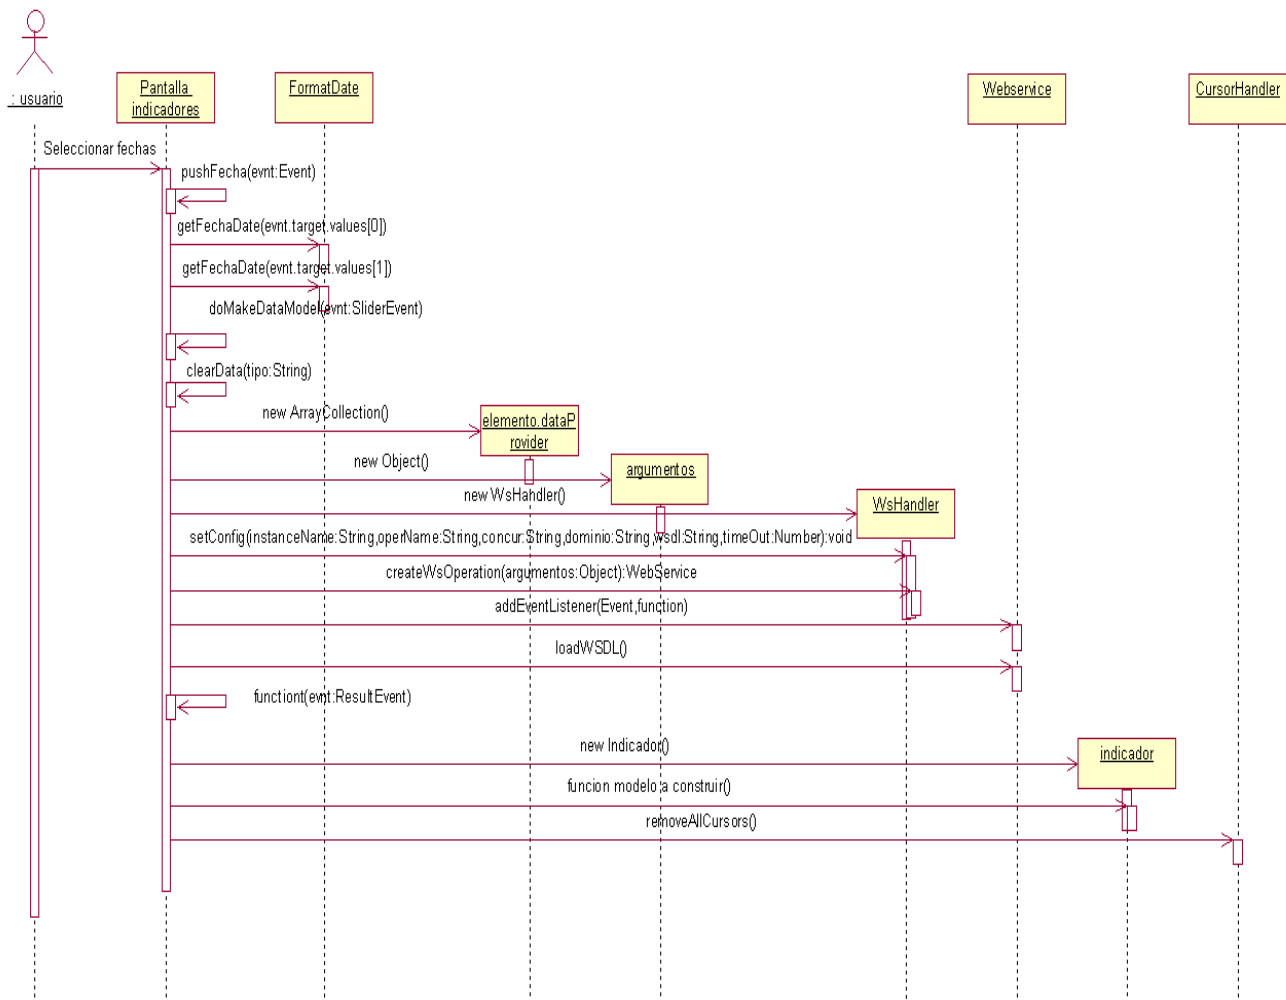 : usuario
Pantalla
indicadores
FormatDate
Webservice
CursorHandler
Seleccionar fechas
pushFecha(evnt:Event)
getFechaDate(evnt.target.values[0])
getFechaDate(evnt.target.values[1])
doMakeDataModel(evnt:SliderEvent)
clearData(tipo:String)
new ArrayCollection()
elemento.dataP
rovider
new Object()
argumentos
new WsHandler()
WsHandler
setConfig(instanceName:String,operName:String,concur:String,dominio:String,wsdl:String,timeOut:Number):void
createWsOperation(argumentos:Object):WebService
addEventListener(Event,function)
loadWSDL()
functiont(evnt:ResultEvent)
new Indicador()
indicador
funcion modelo a construir()
removeAllCursors()